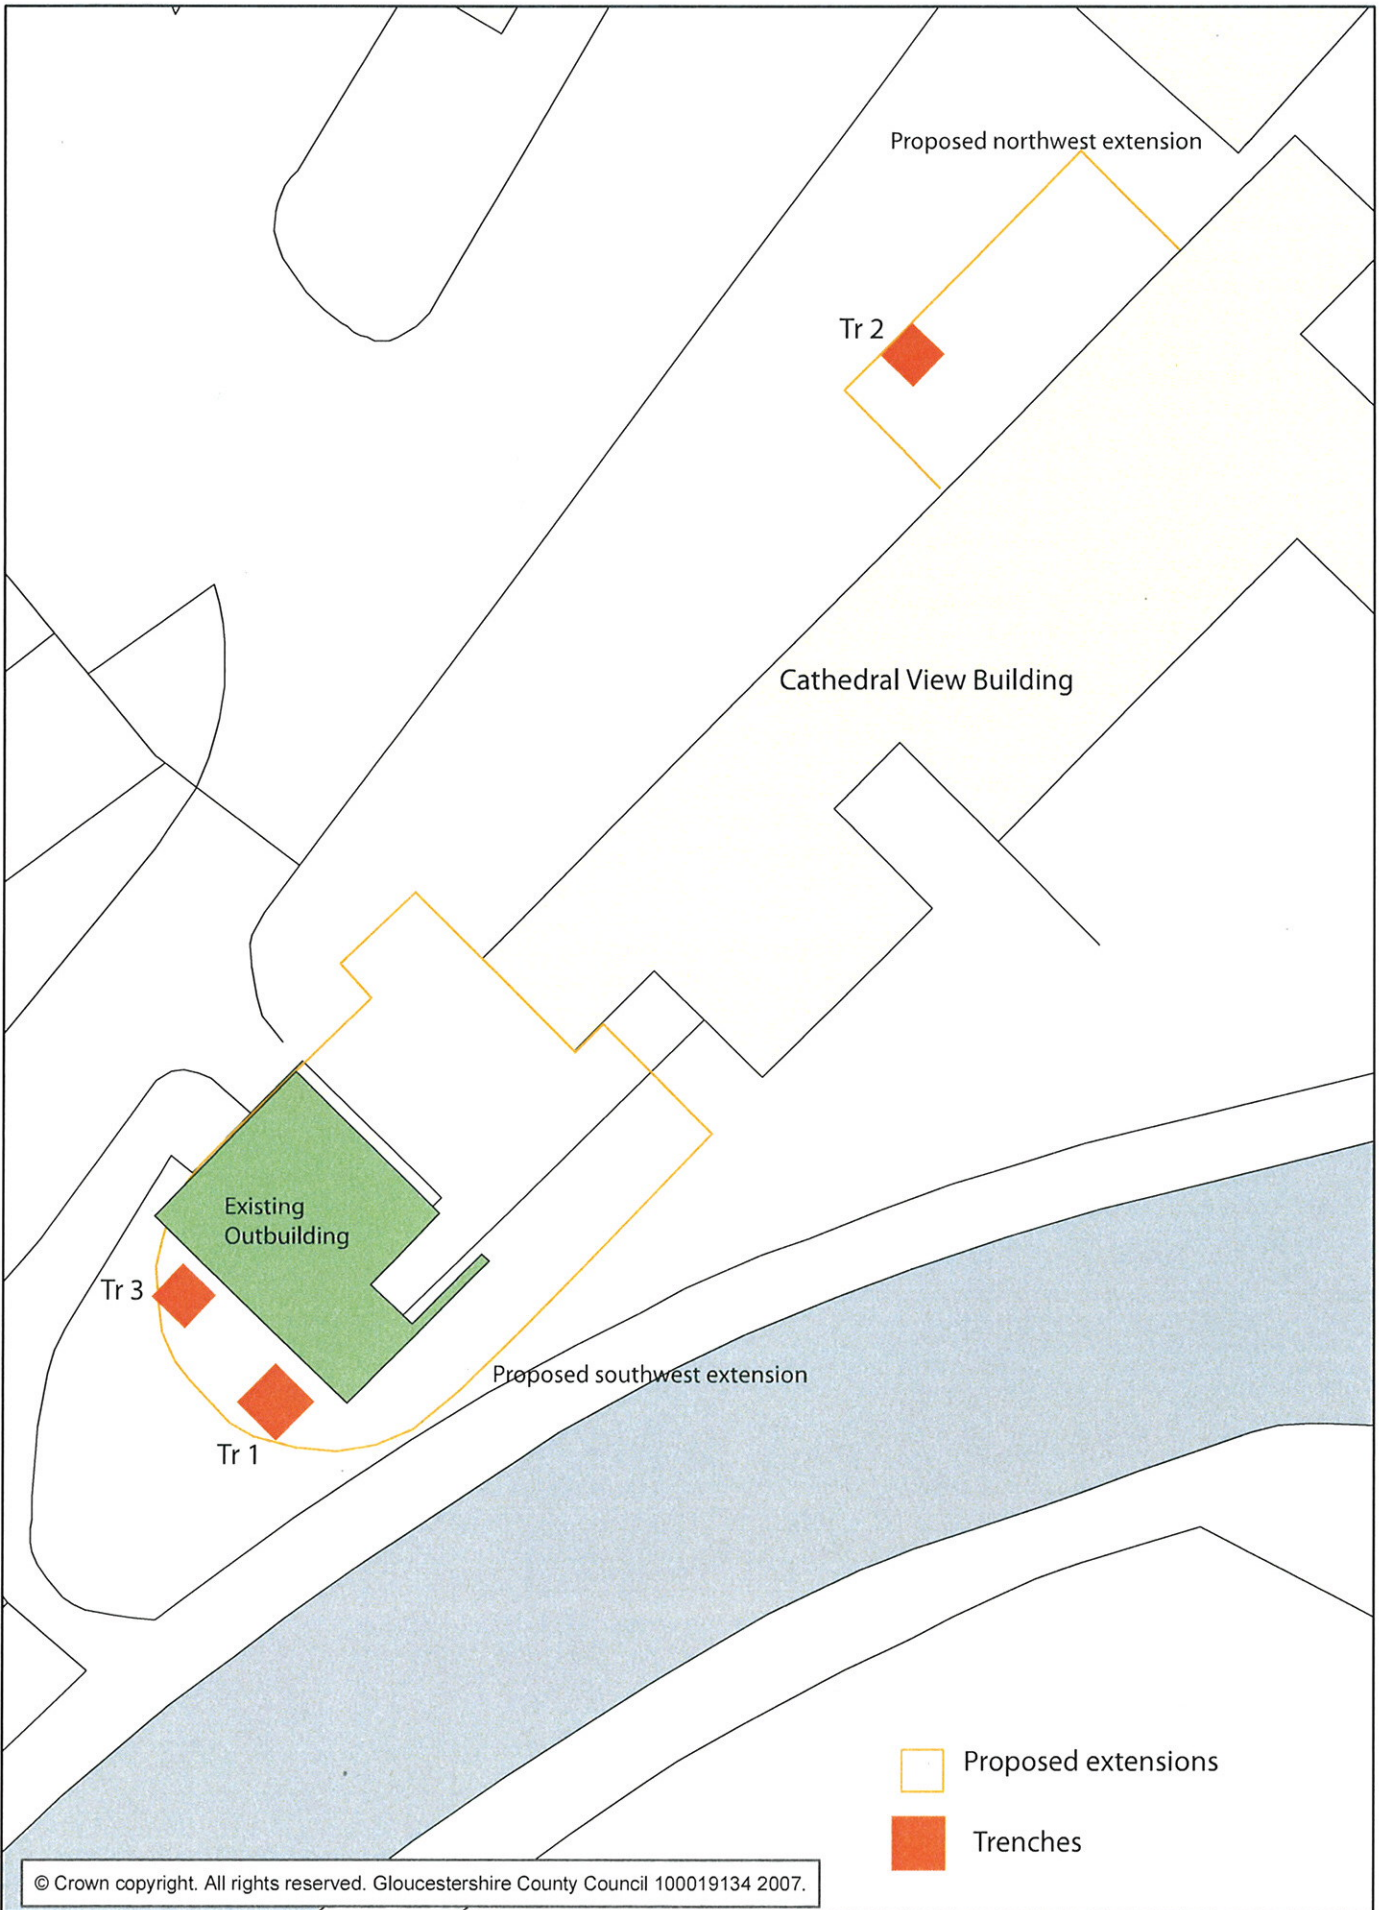 Proposed northwest extension
Tr 2
Cathedral View Building
Existing
Outbuilding
Tr 3
Proposed southwest extension
Tr 1
Proposed extensions
Trenches
© Crown copyright. All rights reserved. Gloucestershire County Council 100019134 2007.